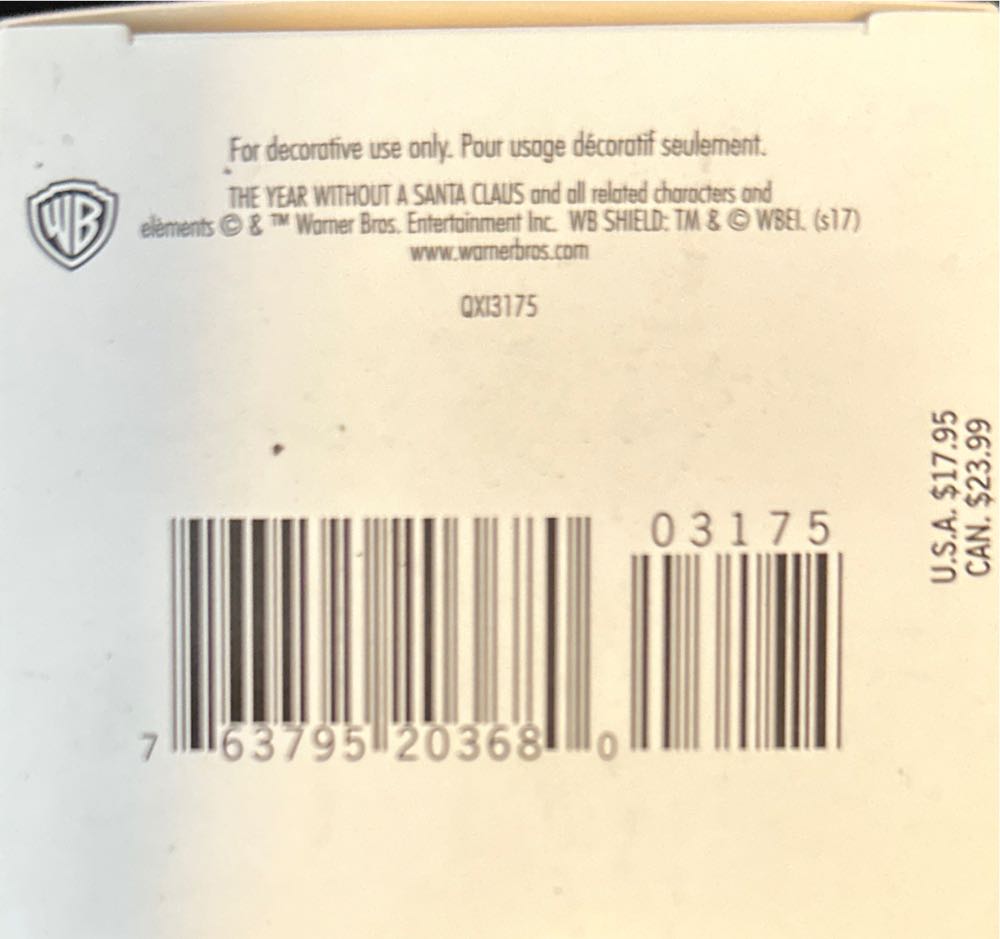 For decorative use only. Pour usage décoratif seulement.
THE YEAR WITHOUT A SANTA CLAUS and all related characters and
WB
elements © & ™ Warner Bros. Entertainment Inc. WB SHIELD: TM & © WBEI. (s17)
www.warnerbros.com
QXI3175
U.S.A. $17.95
CAN. $23.99
03175
7 63795 20368 0